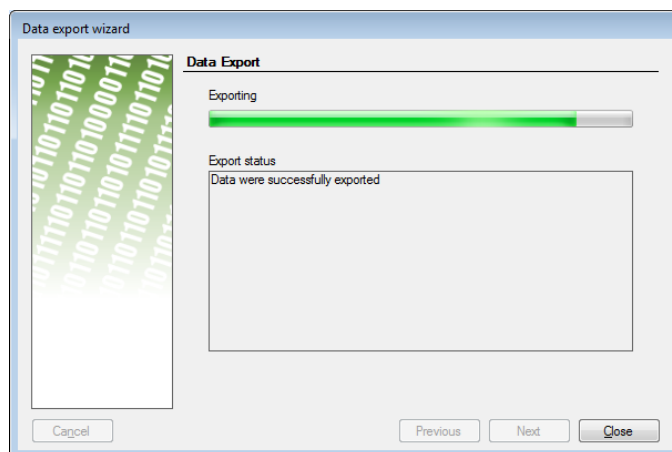 Data export wizard
Data Export
Exporting
Export status
Data were successfully exported
Cancel
Previous
Next
Close